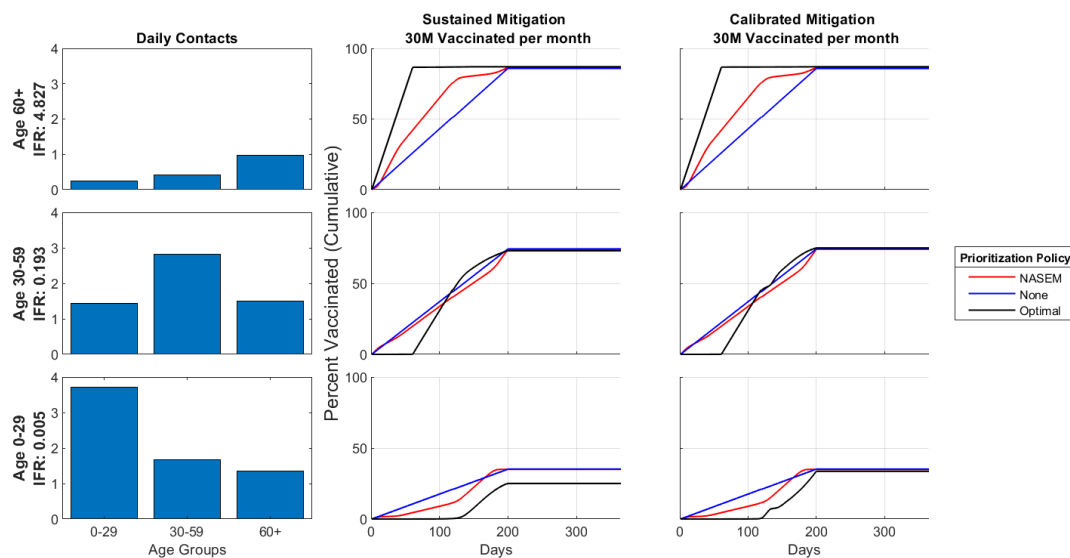 Daily Contacts
Sustained Mitigation
30M Vaccinated per month
Calibrated Mitigation
30M Vaccinated per month
Age 60+
IFR: 4.827
4
3
2
1
0
100
50
0
100
50
0
Age 30-59
IFR: 0.193
4
3
2
1
0
100
50
0
100
50
0
Age 0-29
IFR: 0.005
4
3
2
1
0
0-29
30-59
60+
Age Groups
Percent Vaccinated (Cumulative)
100
50
0
0
100
200
300
Days
100
50
0
0
100
200
300
Days
Prioritization Policy
NASEM
None
Optimal